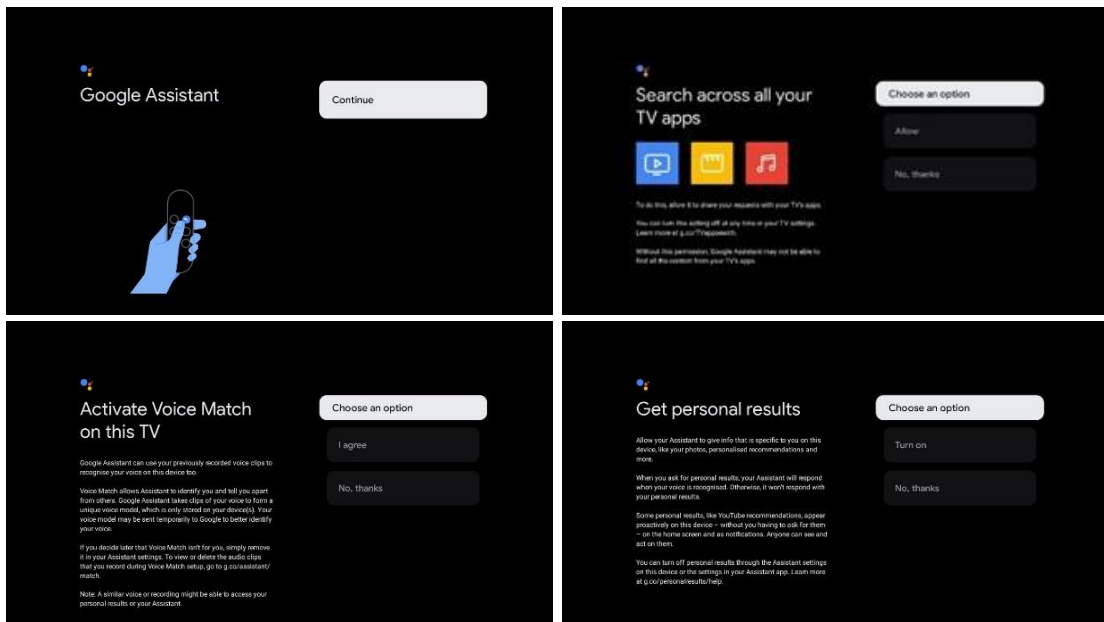 Google Assistant
Continue
Search across all your
TV apps
Choose an option
Allow
No, thanks
To do this, allow it to share your requests with your TV's apps.
You can turn this setting off at any time in your TV settings.
Learn more at g.co/TVappsearch.
Without this permission, Google Assistant may not be able to
find all the content from your TV's apps.
Activate Voice Match
on this TV
Google Assistant can use your previously recorded voice clips to
recognise your voice on this device too.
Voice Match allows Assistant to identify you and tell you apart
from others. Google Assistant takes clips of your voice to form a
unique voice model, which is only stored on your device(s). Your
voice model may be sent temporarily to Google to better identify
your voice.
If you decide later that Voice Match isn't for you, simply remove
it in your Assistant settings. To view or delete the audio clips
that you record during Voice Match setup, go to g.co/assistant/
match.
Note: A similar voice or recording might be able to access your
personal results or your Assistant.
Choose an option
I agree
No, thanks
Get personal results
Allow your Assistant to give info that is specific to you on this
device, like your photos, personalised recommendations and
more.
When you ask for personal results, your Assistant will respond
when your voice is recognised. Otherwise, it won't respond with
your personal results.
Some personal results, like YouTube recommendations, appear
proactively on this device – without you having to ask for them
– on the home screen and as notifications. Anyone can see and
act on them.
You can turn off personal results through the Assistant settings
on this device or the settings in your Assistant app. Learn more
at g.co/personalresults/help.
Choose an option
Turn on
No, thanks